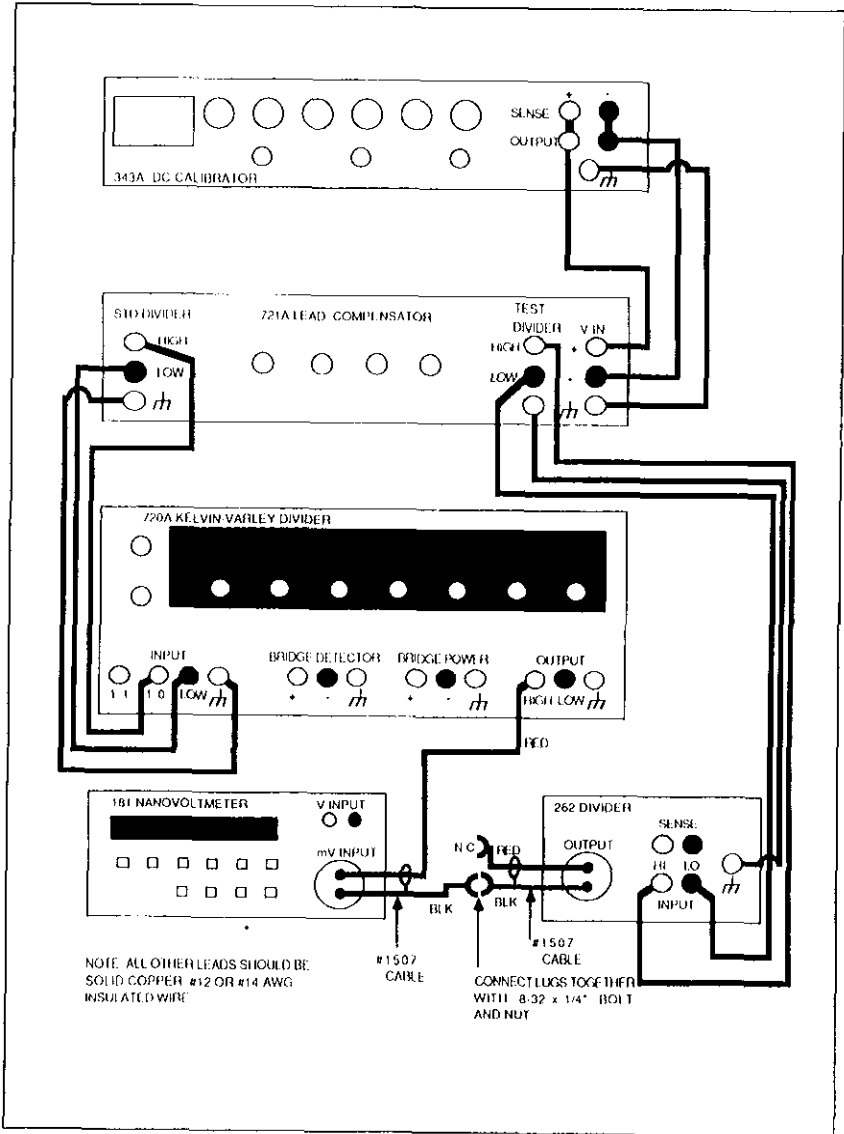 + -
SENSE
OUTPUT
343A DC CALIBRATOR
STD DIVIDER
721A LEAD COMPENSATOR
TEST
DIVIDER
V IN
HIGH
HIGH
+
LOW
LOW
-
720A KELVIN-VARLEY DIVIDER
INPUT
BRIDGE DETECTOR
BRIDGE POWER
OUTPUT
1.1
1.0
LOW
+ -
+ -
HIGH LOW
RED
181 NANOVOLTMETER
V INPUT
mV INPUT
262 DIVIDER
SENSE
OUTPUT
N C
RED
HI
LO
INPUT
BLK
BLK
#1507
CABLE
#1507
CABLE
NOTE ALL OTHER LEADS SHOULD BE
SOLID COPPER #12 OR #14 AWG
INSULATED WIRE
CONNECT LUGS TOGETHER
WITH 8-32 x 1/4" BOLT
AND NUT